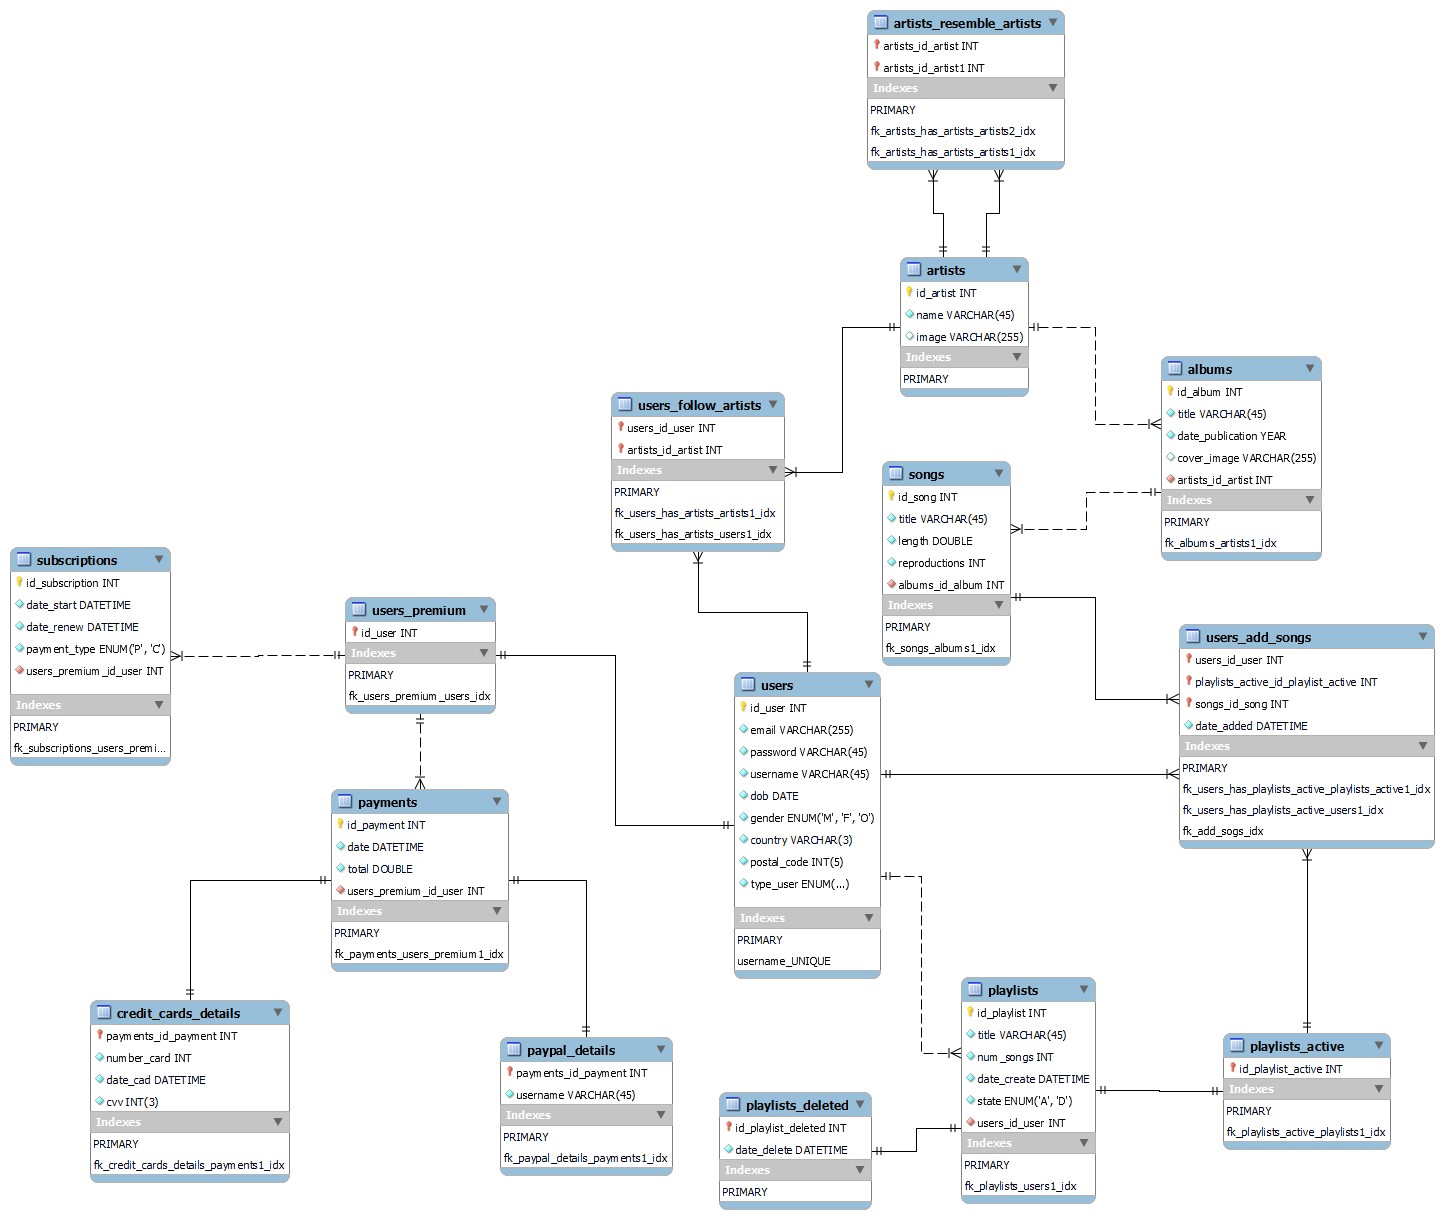 artists_resemble_artists
artists_id_artist INT
artists_id_artist1 INT
Indexes
PRIMARY
fk_artists_has_artists_artists2_idx
fk_artists_has_artists_artists1_idx
artists
id_artist INT
name VARCHAR(45)
image VARCHAR(255)
Indexes
PRIMARY
albums
id_album INT
title VARCHAR(45)
date_publication YEAR
cover_image VARCHAR(255)
artists_id_artist INT
Indexes
PRIMARY
fk_albums_artists1_idx
users_follow_artists
users_id_user INT
artists_id_artist INT
Indexes
PRIMARY
fk_users_has_artists_artists1_idx
fk_users_has_artists_users1_idx
songs
id_song INT
title VARCHAR(45)
length DOUBLE
reproductions INT
albums_id_album INT
Indexes
PRIMARY
fk_songs_albums1_idx
subscriptions
id_subscription INT
date_start DATETIME
date_renew DATETIME
payment_type ENUM('P', 'C')
users_premium_id_user INT
Indexes
PRIMARY
fk_subscriptions_users_premi...
users_premium
id_user INT
Indexes
PRIMARY
fk_users_premium_users_idx
users
id_user INT
email VARCHAR(255)
password VARCHAR(45)
username VARCHAR(45)
dob DATE
gender ENUM('M', 'F', 'O')
country VARCHAR(3)
postal_code INT(5)
type_user ENUM(...)
Indexes
PRIMARY
username_UNIQUE
users_add_songs
users_id_user INT
playlists_active_id_playlist_active INT
songs_id_song INT
date_added DATETIME
Indexes
PRIMARY
fk_users_has_playlists_active_playlists_active1_idx
fk_users_has_playlists_active_users1_idx
fk_add_sogs_idx
payments
id_payment INT
date DATETIME
total DOUBLE
users_premium_id_user INT
Indexes
PRIMARY
fk_payments_users_premium1_idx
credit_cards_details
payments_id_payment INT
number_card INT
date_cad DATETIME
cvv INT(3)
Indexes
PRIMARY
fk_credit_cards_details_payments1_idx
paypal_details
payments_id_payment INT
username VARCHAR(45)
Indexes
PRIMARY
fk_paypal_details_payments1_idx
playlists
id_playlist INT
title VARCHAR(45)
num_songs INT
date_create DATETIME
state ENUM('A', 'D')
users_id_user INT
Indexes
PRIMARY
fk_playlists_users1_idx
playlists_deleted
id_playlist_deleted INT
date_delete DATETIME
Indexes
PRIMARY
playlists_active
id_playlist_active INT
Indexes
PRIMARY
fk_playlists_active_playlists1_idx